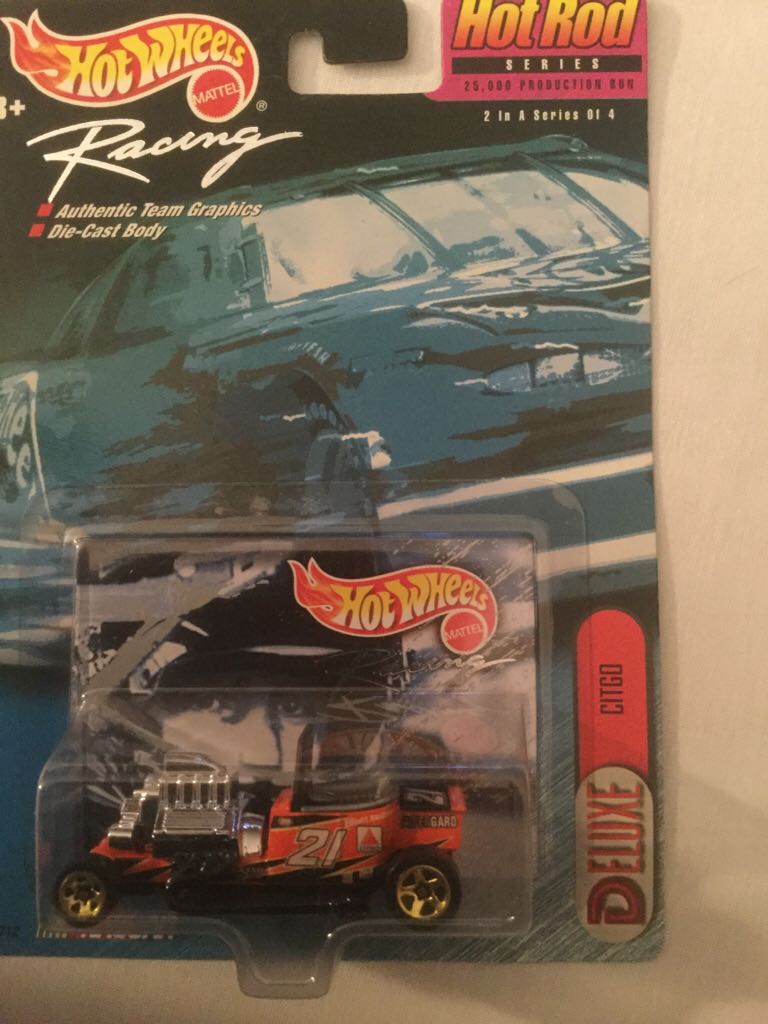 Hot Wheels
MATTEL
®
Racing
Authentic Team Graphics
Die-Cast Body
Hot Rod
SERIES
25,000 PRODUCTION RUN
2 In A Series Of 4
3+
Hot Wheels
MATTEL
Racing
CITGO
DELUXE
21
GARD